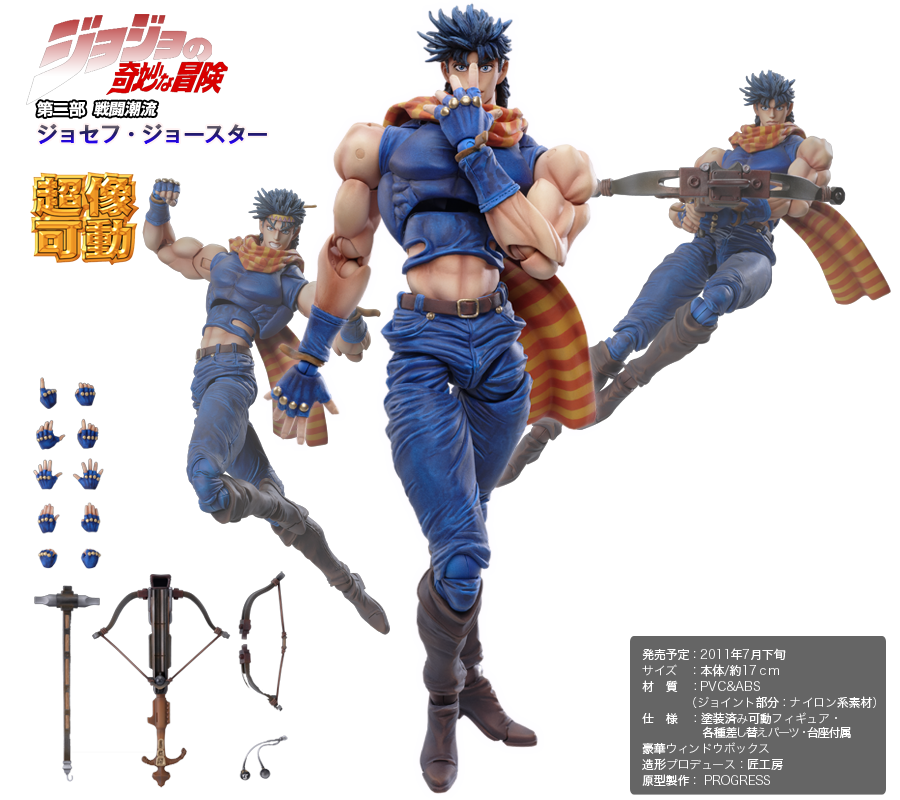 ジョジョの
奇妙な冒険
第二部 戦闘潮流
ジョセフ・ジョースター
超像
可動
発売予定：2011年7月下旬
サイズ ：本体/約17cm
材 質 ：PVC&ABS
（ジョイント部分：ナイロン系素材）
仕 様 ：塗装済み可動フィギュア・
各種差し替えパーツ・台座付属
豪華ウィンドウボックス
造形プロデュース：匠工房
原型製作： PROGRESS